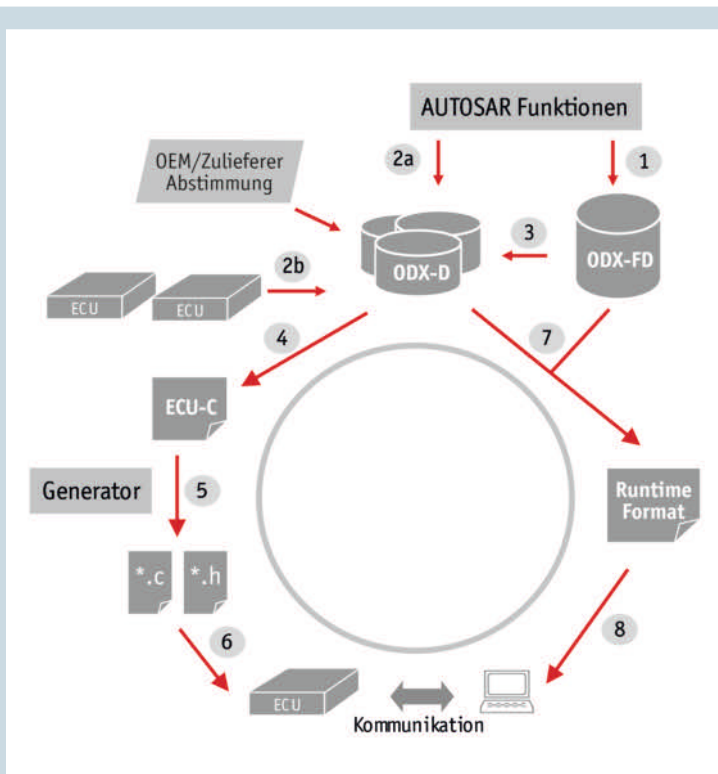 AUTOSAR Funktionen
OEM/Zulieferer
Abstimmung
2a
1
3
ODX-D
ODX-FD
2b
ECU
ECU
4
7
ECU-C
Generator
5
Runtime
Format
*.c
*.h
6
8
ECU
Kommunikation